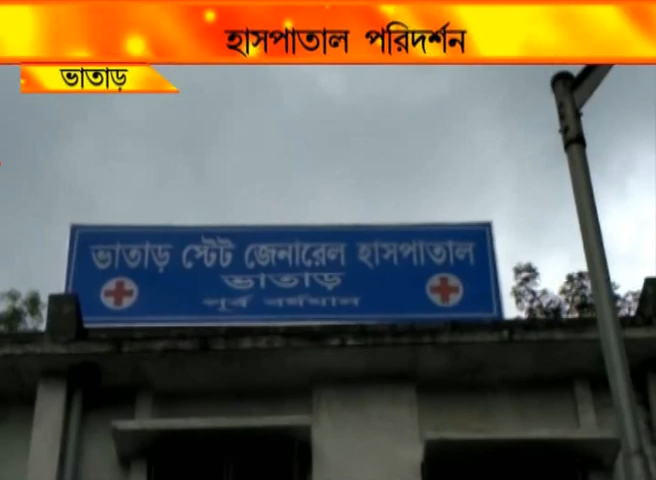 হাসপাতাল পরিদর্শন
ভাতাড়
ভাতাড় স্টেট জেনারেল হাসপাতাল
ভাতাড়
পূর্ব বর্ধমান